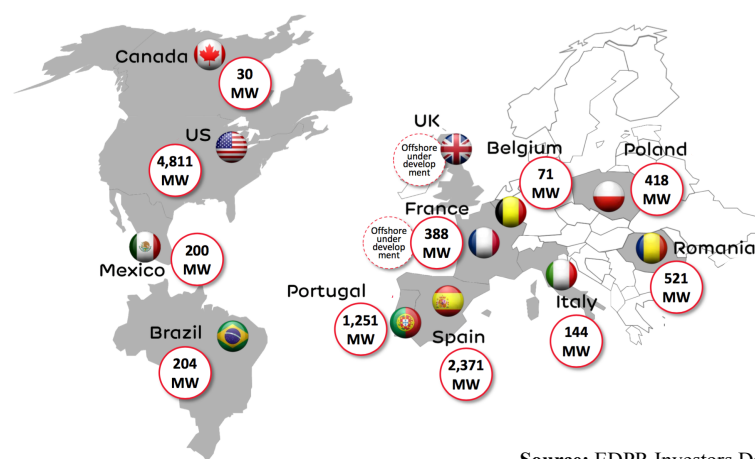 Canada
30
MW
US
4,811
MW
Mexico
200
MW
Brazil
204
MW
UK
Offshore
under
develop
ment
Belgium
71
MW
Poland
418
MW
France
388
MW
Offshore
under
develop
ment
Romania
521
MW
Portugal
1,251
MW
Spain
2,371
MW
Italy
144
MW
Source: EDPR Investors